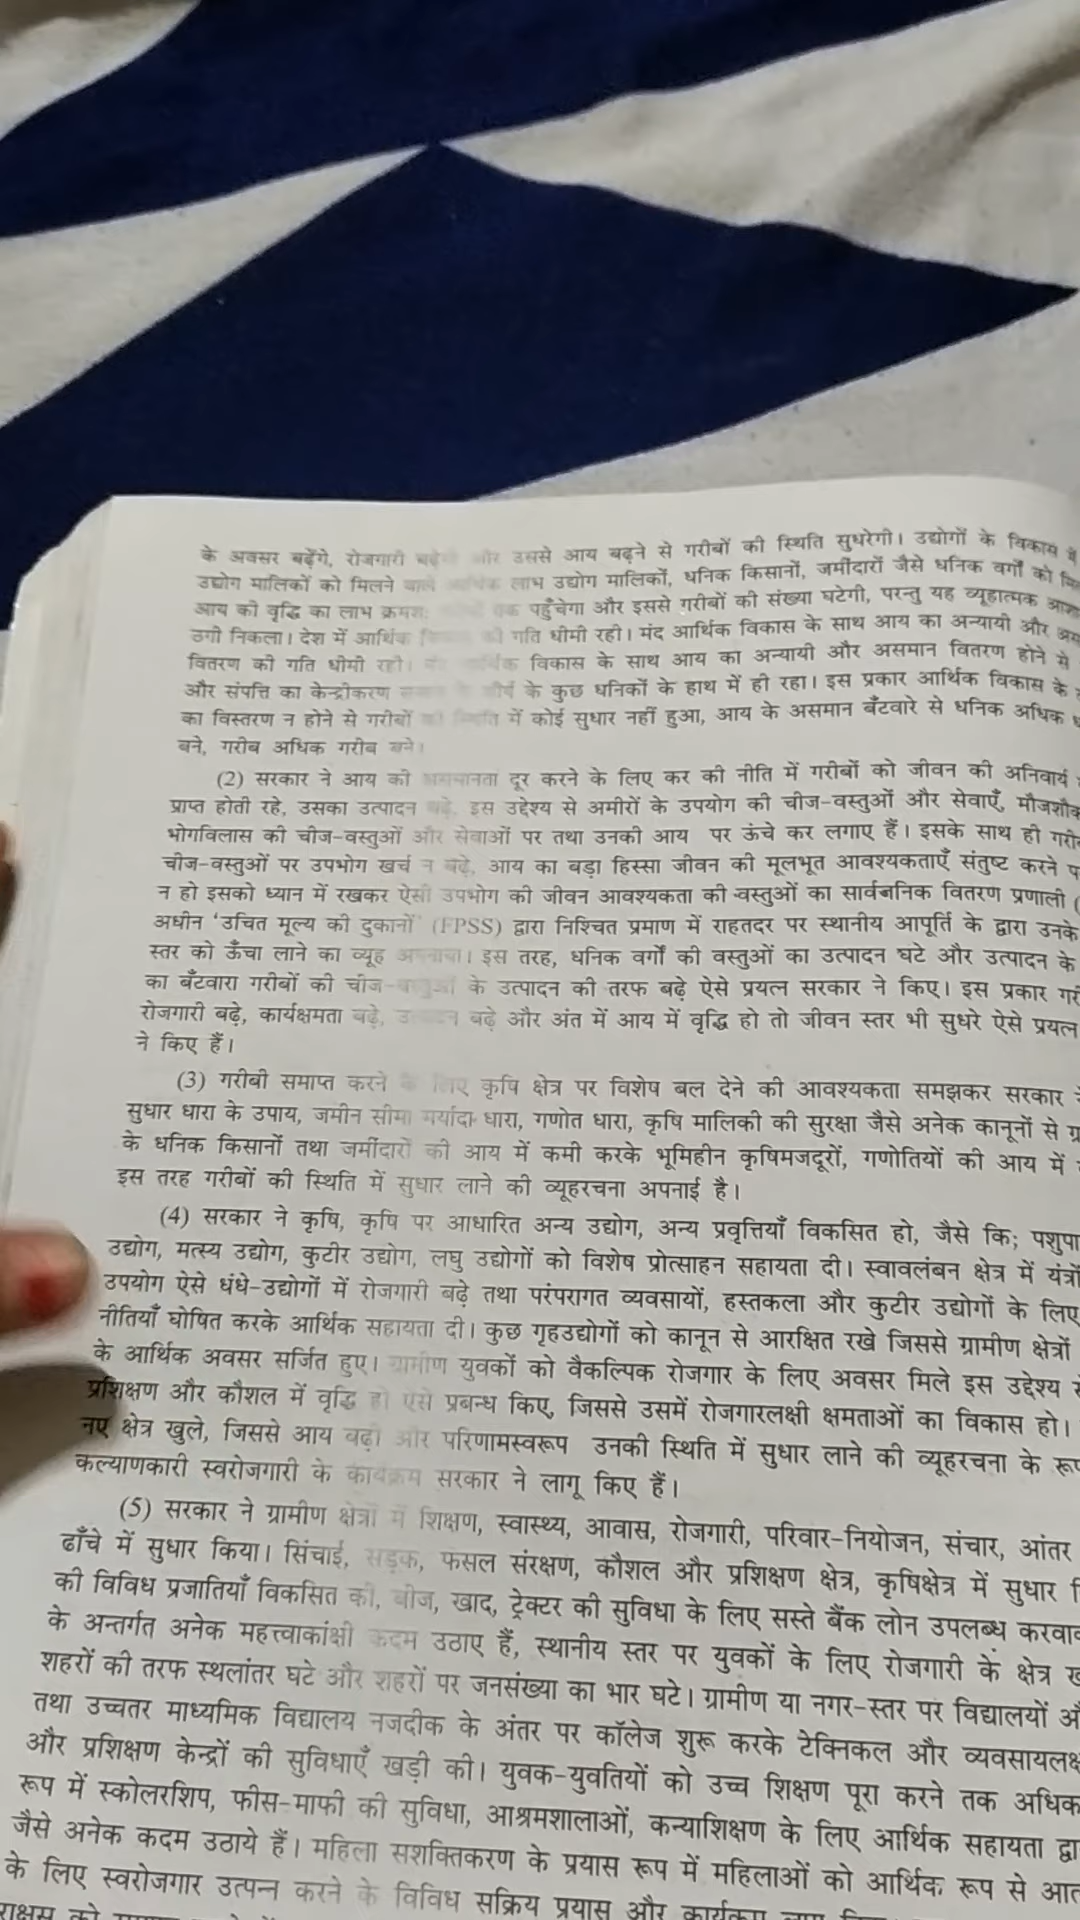 के अवसर बढ़ेंगे, रोजगारी और उससे आय बढ़ने से गरीबों की स्थिति सुधरेगी। उद्योगों के विकास
उद्योग मालिकों को मिलने लाभ उद्योग मालिकों, धनिक किसानों, जमींदारों जैसे धनिक वर्गों को
आय की वृद्धि का लाभ क्रमशः पहुँचेगा और इससे गरीबों की संख्या घटेगी, परन्तु यह व्यूहात्मक
ठगी निकला। देश में आर्थिक की गति धीमी रही। मंद आर्थिक विकास के साथ आय का अन्यायी और
वितरण की गति धीमी रही। विकास के साथ आय का अन्यायी और असमान वितरण होने से
और संपत्ति का केन्द्रीकरण के कुछ धनिकों के हाथ में ही रहा। इस प्रकार आर्थिक विकास के
का विस्तरण न होने से गरीबों की स्थिति में कोई सुधार नहीं हुआ, आय के असमान बँटवारे से धनिक अधिक
बने, गरीब अधिक गरीब बने।
(2) सरकार ने आय की असमानता दूर करने के लिए कर की नीति में गरीबों को जीवन की अनिवार्य
प्राप्त होती रहे, उसका उत्पादन बढ़े, इस उद्देश्य से अमीरों के उपयोग की चीज-वस्तुओं और सेवाएँ,
भोगविलास की चीज-वस्तुओं और सेवाओं पर तथा उनकी आय पर ऊंचे कर लगाए हैं। इसके साथ ही
चीज-वस्तुओं पर उपभोग खर्च न बढ़े, आय का बड़ा हिस्सा जीवन की मूलभूत आवश्यकताएँ संतुष्ट करने
न हो इसको ध्यान में रखकर ऐसी उपभोग की जीवन आवश्यकता की वस्तुओं का सार्वजनिक वितरण प्रणाली (
अधीन ‘उचित मूल्य की दुकानों’ (FPSS) द्वारा निश्चित प्रमाण में राहतदर पर स्थानीय आपूर्ति के द्वारा उनके
स्तर को ऊँचा लाने का व्यूह अपनाया। इस तरह, धनिक वर्गों की वस्तुओं का उत्पादन घटे और उत्पादन के
का बँटवारा गरीबों की चीज-वस्तुओं के उत्पादन की तरफ बढ़े ऐसे प्रयत्न सरकार ने किए। इस प्रकार
रोजगारी बढ़े, कार्यक्षमता बढ़े, उत्पादन बढ़े और अंत में आय में वृद्धि हो तो जीवन स्तर भी सुधरे ऐसे प्रयत्न
ने किए हैं।
(3) गरीबी समाप्त करने के लिए कृषि क्षेत्र पर विशेष बल देने की आवश्यकता समझकर सरकार
सुधार धारा के उपाय, जमीन सीमा मर्यादा धारा, गणोत धारा, कृषि मालिकी की सुरक्षा जैसे अनेक कानूनों से
के धनिक किसानों तथा जमींदारों की आय में कमी करके भूमिहीन कृषिमजदूरों, गणोतियों की आय में
इस तरह गरीबों की स्थिति में सुधार लाने की व्यूहरचना अपनाई है।
(4) सरकार ने कृषि, कृषि पर आधारित अन्य उद्योग, अन्य प्रवृत्तियाँ विकसित हो, जैसे कि; पशुपा
उद्योग, मत्स्य उद्योग, कुटीर उद्योग, लघु उद्योगों को विशेष प्रोत्साहन सहायता दी। स्वावलंबन क्षेत्र में यंत्रों
उपयोग ऐसे धंधे-उद्योगों में रोजगारी बढ़े तथा परंपरागत व्यवसायों, हस्तकला और कुटीर उद्योगों के लिए
नीतियाँ घोषित करके आर्थिक सहायता दी। कुछ गृहउद्योगों को कानून से आरक्षित रखे जिससे ग्रामीण क्षेत्रों
के आर्थिक अवसर सर्जित हुए। ग्रामीण युवकों को वैकल्पिक रोजगार के लिए अवसर मिले इस उद्देश्य
प्रशिक्षण और कौशल में वृद्धि हो ऐसे प्रबन्ध किए, जिससे उसमें रोजगारलक्षी क्षमताओं का विकास हो।
नए क्षेत्र खुले, जिससे आय बढ़ी और परिणामस्वरूप उनकी स्थिति में सुधार लाने की व्यूहरचना के रूप
कल्याणकारी स्वरोजगारी के कार्यक्रम सरकार ने लागू किए हैं।
(5) सरकार ने ग्रामीण क्षेत्रों में शिक्षण, स्वास्थ्य, आवास, रोजगारी, परिवार-नियोजन, संचार, आंतर
ढाँचे में सुधार किया। सिंचाई, सड़क, फसल संरक्षण, कौशल और प्रशिक्षण क्षेत्र, कृषिक्षेत्र में सुधार
की विविध प्रजातियाँ विकसित की, बीज, खाद, ट्रेक्टर की सुविधा के लिए सस्ते बैंक लोन उपलब्ध
के अन्तर्गत अनेक महत्त्वाकांक्षी कदम उठाए हैं, स्थानीय स्तर पर युवकों के लिए रोजगारी के क्षेत्र
शहरों की तरफ स्थलांतर घटे और शहरों पर जनसंख्या का भार घटे। ग्रामीण या नगर-स्तर पर विद्यालयों
तथा उच्चतर माध्यमिक विद्यालय नजदीक के अंतर पर कॉलेज शुरू करके टेक्निकल और
और प्रशिक्षण केन्द्रों की सुविधाएँ खड़ी की। युवक-युवतियों को उच्च शिक्षण पूरा करने तक अधिक
रूप में स्कोलरशिप, फीस-माफी की सुविधा, आश्रमशालाओं, कन्याशिक्षण के लिए आर्थिक सहायता
जैसे अनेक कदम उठाये हैं। महिला सशक्तिकरण के प्रयास रूप में महिलाओं को आर्थिक रूप से
के लिए स्वरोजगार उत्पन्न करने के विविध सक्रिय प्रयास और कार्यक्रम